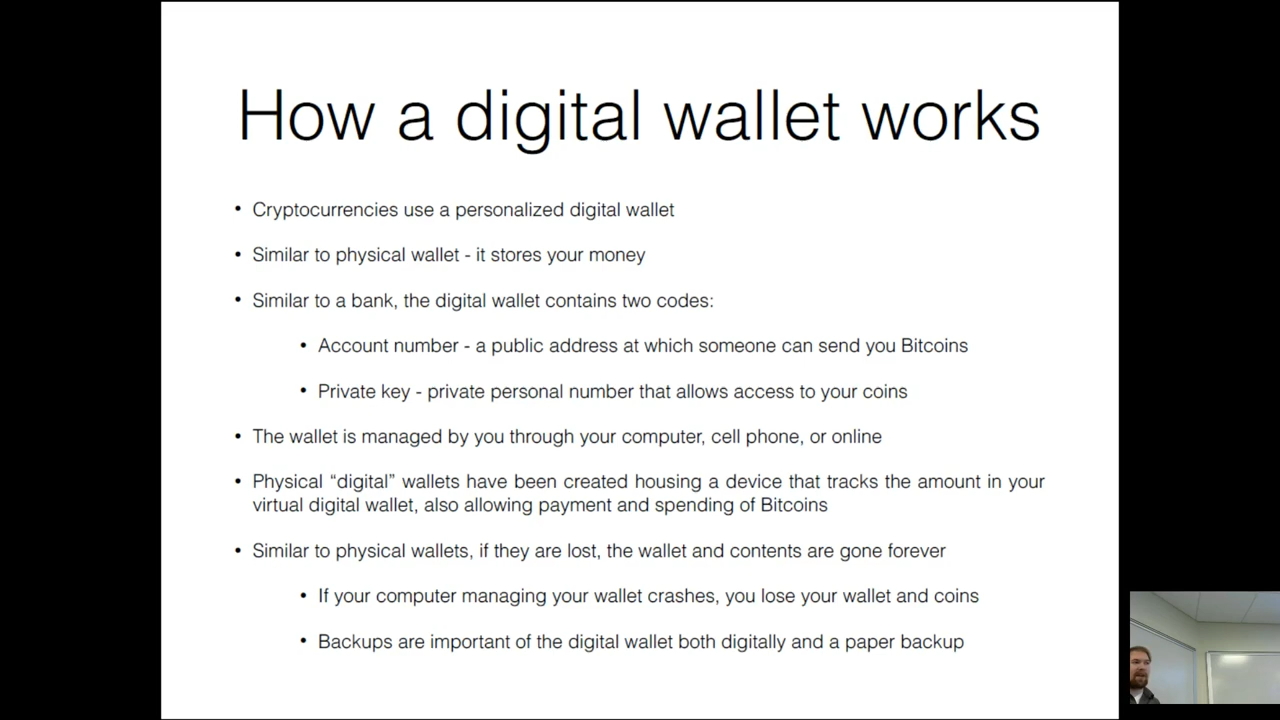 How a digital wallet works
• Cryptocurrencies use a personalized digital wallet
• Similar to physical wallet - it stores your money
• Similar to a bank, the digital wallet contains two codes:
• Account number - a public address at which someone can send you Bitcoins
• Private key - private personal number that allows access to your coins
• The wallet is managed by you through your computer, cell phone, or online
• Physical “digital” wallets have been created housing a device that tracks the amount in your
virtual digital wallet, also allowing payment and spending of Bitcoins
• Similar to physical wallets, if they are lost, the wallet and contents are gone forever
• If your computer managing your wallet crashes, you lose your wallet and coins
• Backups are important of the digital wallet both digitally and a paper backup